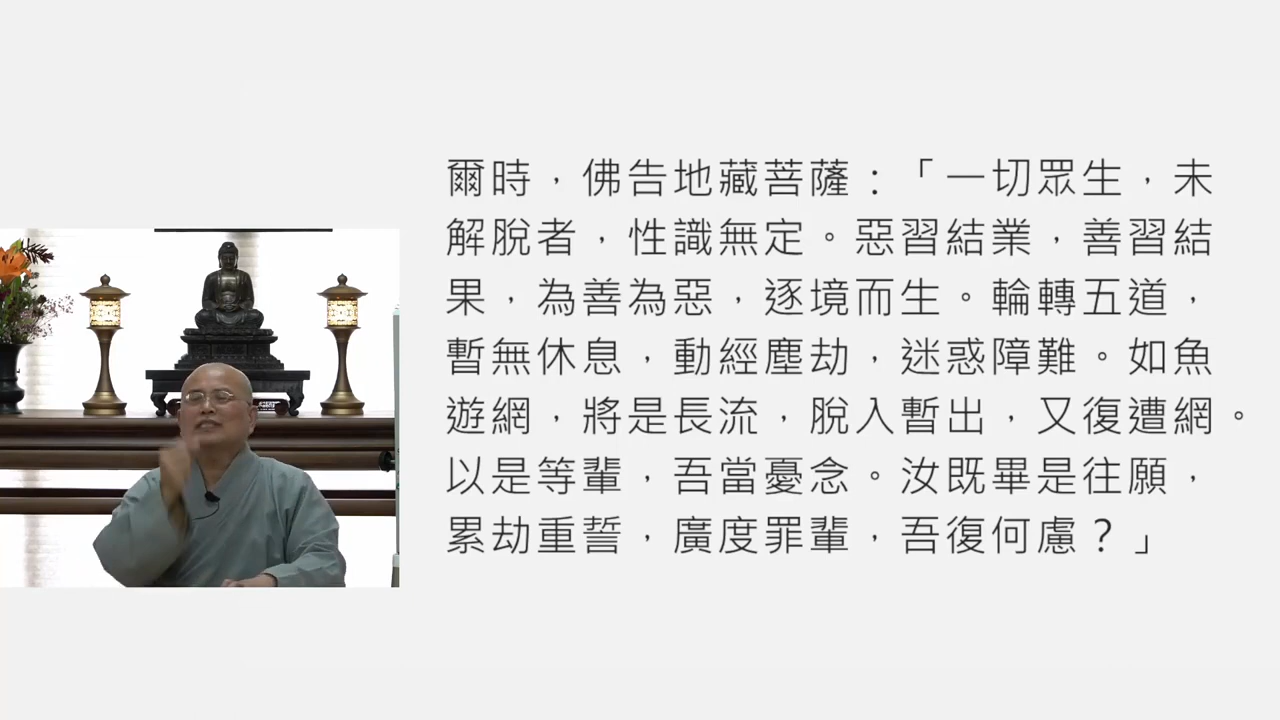 爾時，佛告地藏菩薩：「一切眾生，未
解脫者，性識無定。惡習結業，善習結
果，為善為惡，逐境而生。輪轉五道，
暫無休息，動經塵劫，迷惑障難。如魚
遊網，將是長流，脫入暫出，又復遭網。
以是等輩，吾當憂念。汝既畢是往願，
累劫重誓，廣度罪輩，吾復何慮？」